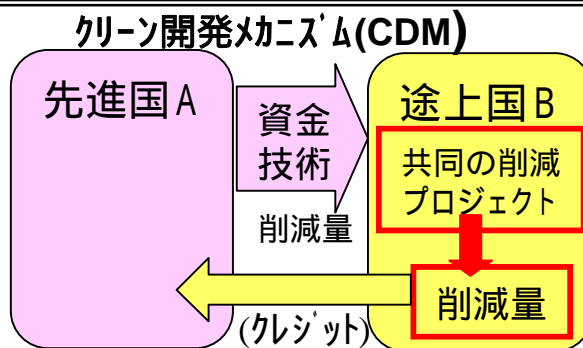 クリーン開発メカニズム(CDM)
先進国A
資金
技術
途上国B
共同の削減
プロジェクト
削減量
削減量
(クレジット)